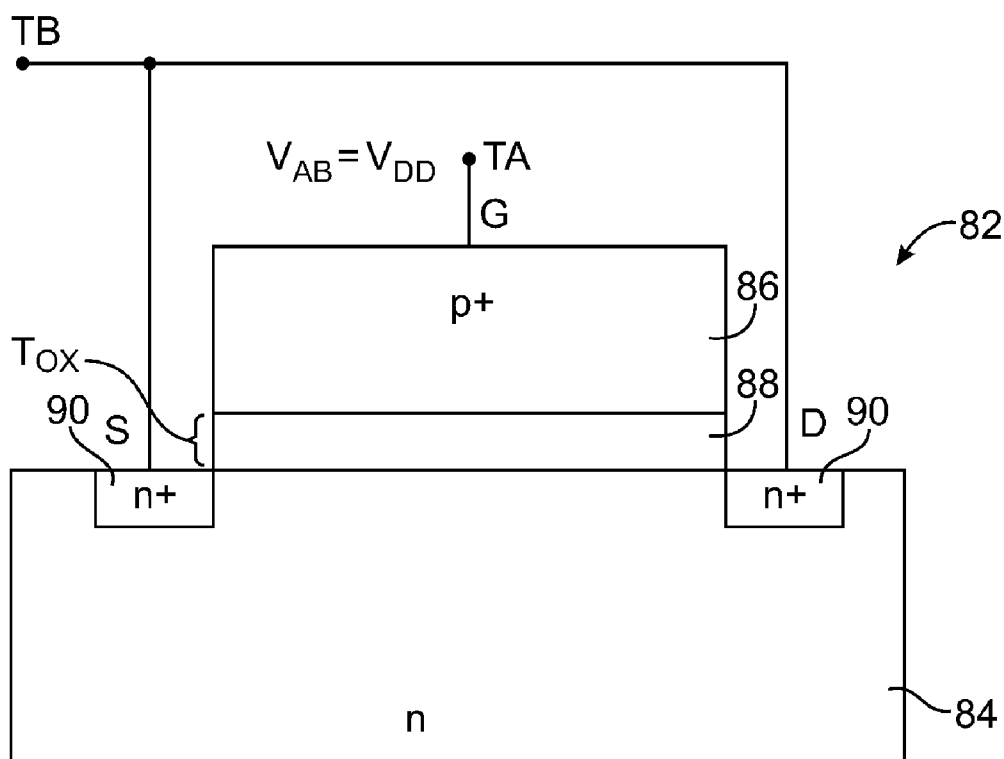 TB
V_AB = V_DD
TA
G
82
p+
86
T_OX
88
90
S
D
90
n+
n+
n
84